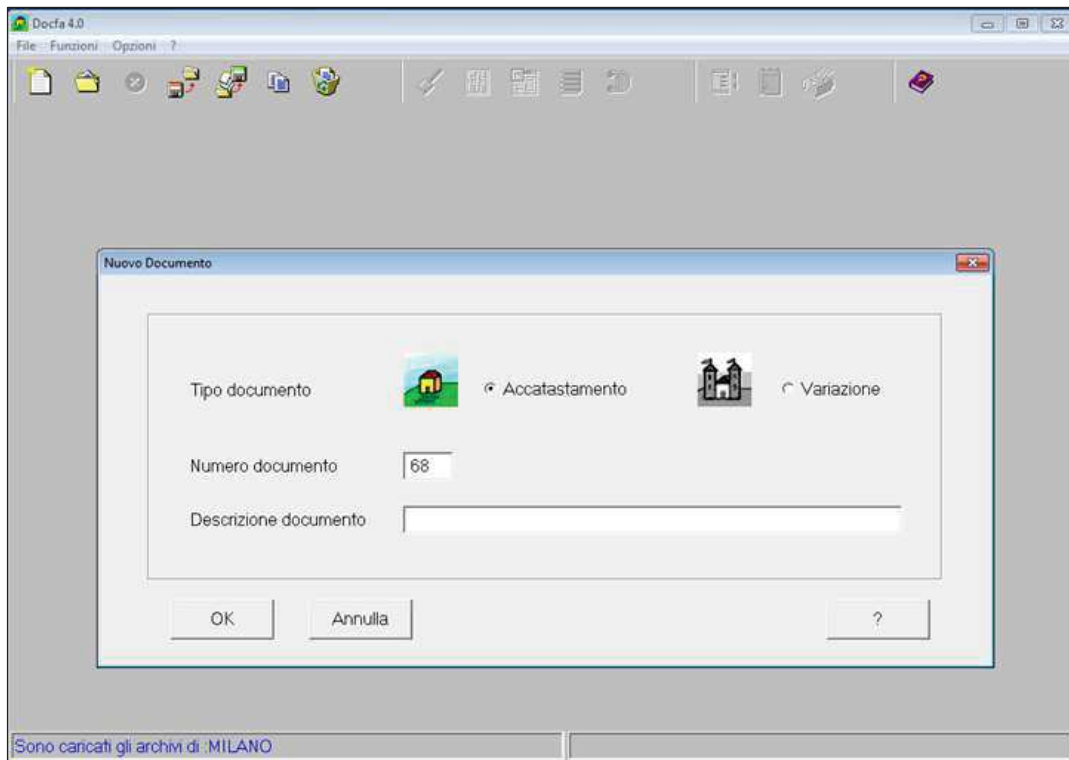 Docfa 4.0
File Funzioni Opzioni ?
Nuovo Documento
Tipo documento Accatastamento Variazione
Numero documento 68
Descrizione documento
OK Annulla ?
Sono caricati gli archivi di :MILANO